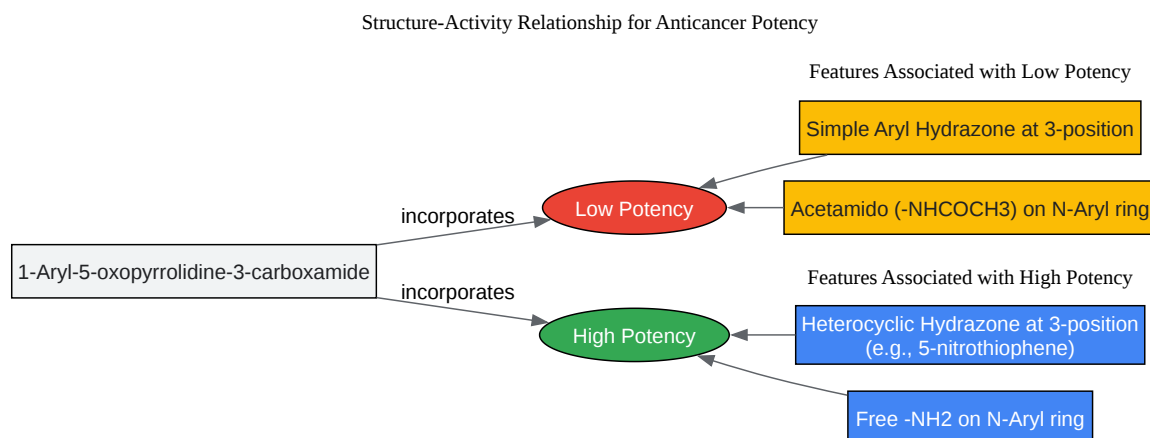 Structure-Activity Relationship for Anticancer Potency
Features Associated with Low Potency
Simple Aryl Hydrazone at 3-position
Low Potency
Acetamido (-NHCOCH3) on N-Aryl ring
incorporates
1-Aryl-5-oxopyrrolidine-3-carboxamide
Features Associated with High Potency
incorporates
High Potency
Heterocyclic Hydrazone at 3-position
(e.g., 5-nitrothiophene)
Free -NH2 on N-Aryl ring